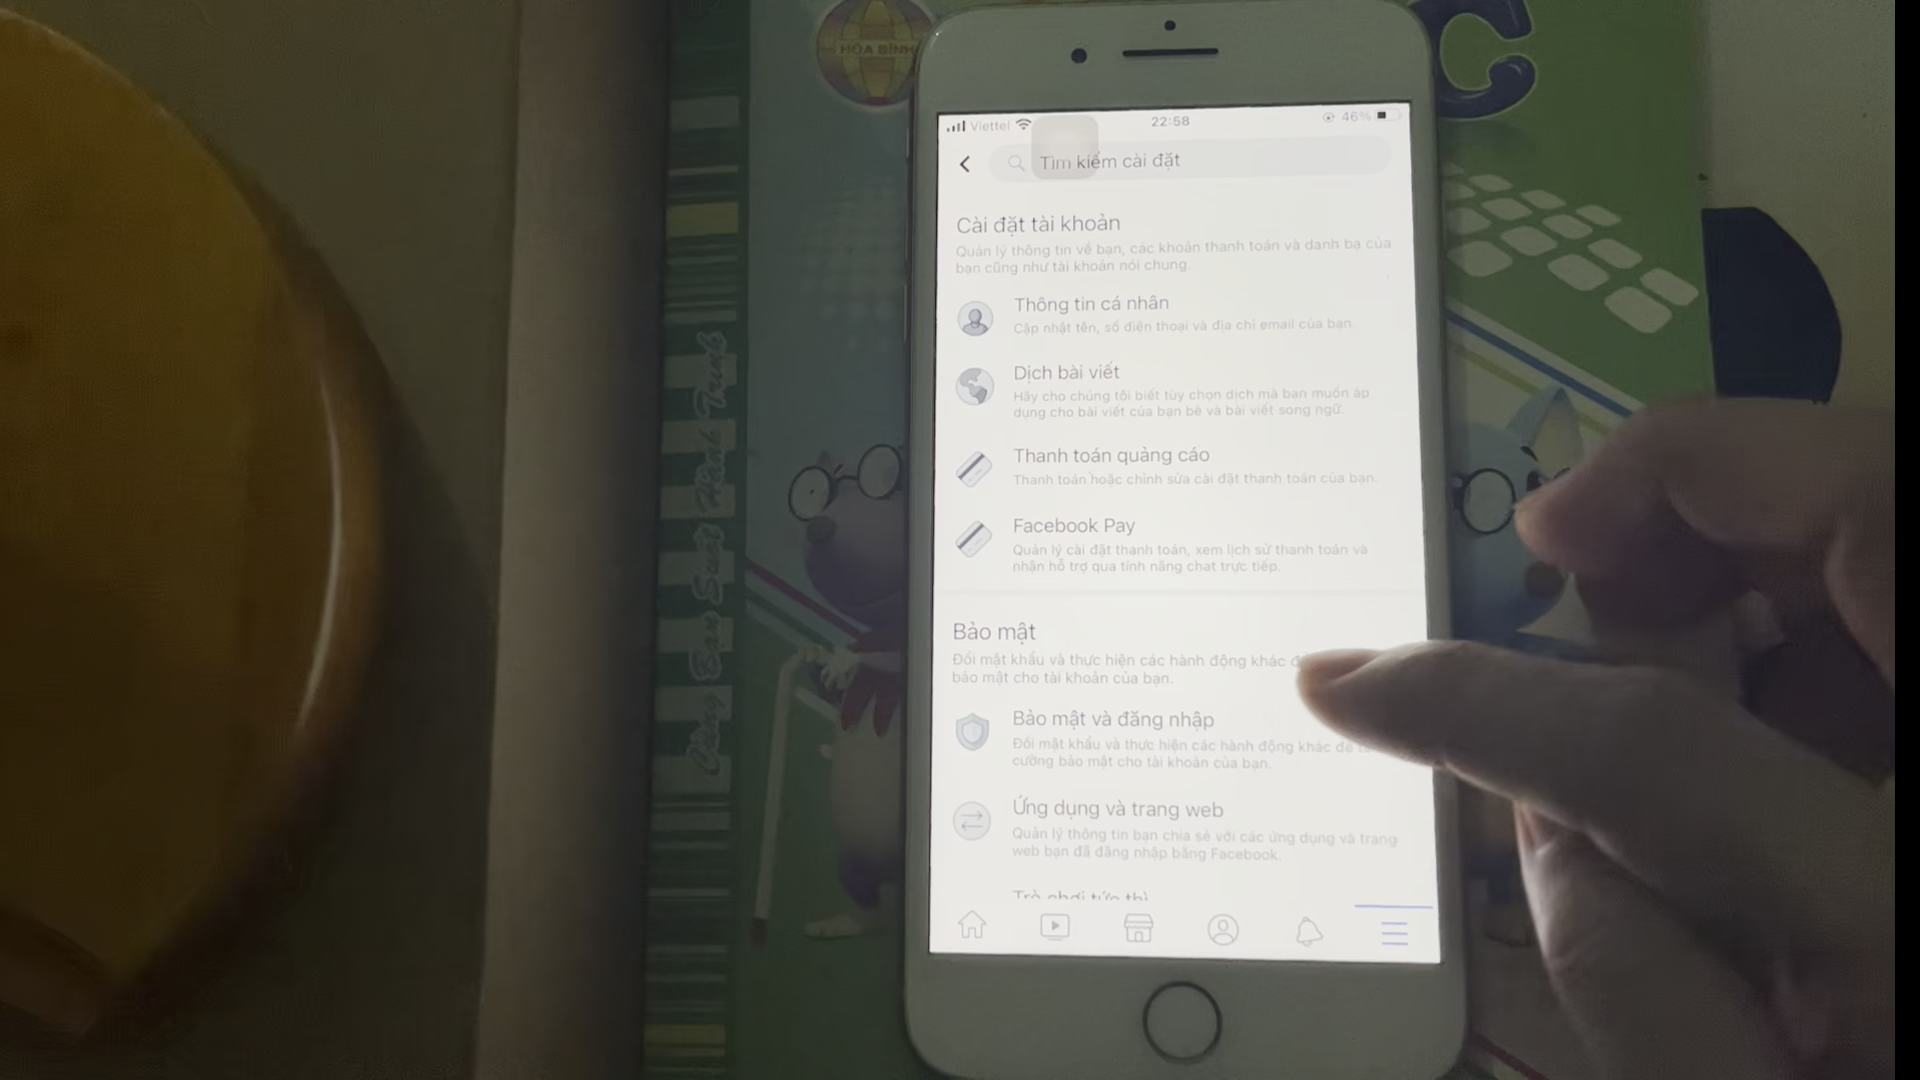 HÒA BÌNH
C
Viettel
22:58
46%
Tìm kiếm cài đặt
Cài đặt tài khoản
Quản lý thông tin về bạn, các khoản thanh toán và danh bạ của
bạn cũng như tài khoản nói chung.
Thông tin cá nhân
Cập nhật tên, số điện thoại và địa chỉ email của bạn.
Dịch bài viết
Hãy cho chúng tôi biết tùy chọn dịch mà bạn muốn áp
dụng cho bài viết của bạn bè và bài viết song ngữ.
Thanh toán quảng cáo
Thanh toán hoặc chỉnh sửa cài đặt thanh toán của bạn.
Facebook Pay
Quản lý cài đặt thanh toán, xem lịch sử thanh toán và
nhận hỗ trợ qua tính năng chat trực tiếp.
Bảo mật
Đổi mật khẩu và thực hiện các hành động khác
bảo mật cho tài khoản của bạn.
Bảo mật và đăng nhập
Đổi mật khẩu và thực hiện các hành động khác để
cường bảo mật cho tài khoản của bạn.
Ứng dụng và trang web
Quản lý thông tin bạn chia sẻ với các ứng dụng và trang
web bạn đã đăng nhập bằng Facebook.
Trò chơi tức thì
Cùng Bạn Suốt Hành Trình